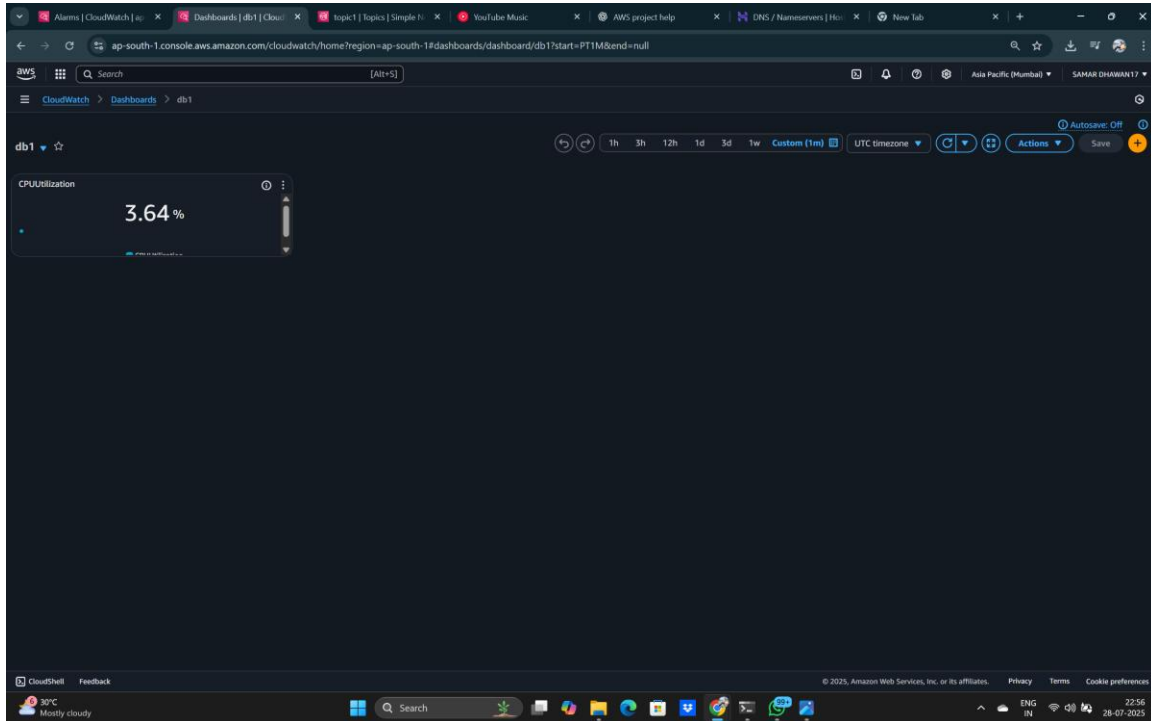 Alarms | CloudWatch | ap
Dashboards | db1 | Cloud
topic1 | Topics | Simple N
YouTube Music
AWS project help
DNS / Nameservers | Hos
New Tab
ap-south-1.console.aws.amazon.com/cloudwatch/home?region=ap-south-1#dashboards/dashboard/db1?start=PT1M&end=null
aws
Search [Alt+S]
Asia Pacific (Mumbai)
SAMAR DHAWAN17
CloudWatch > Dashboards > db1
Autosave: Off
db1
1h 3h 12h 1d 3d 1w Custom (1m) UTC timezone Actions Save
CPUUtilization
3.64 %
CPUUtilization
CloudShell Feedback
© 2025, Amazon Web Services, Inc. or its affiliates. Privacy Terms Cookie preferences
6
30°C
Mostly cloudy
Search
99+
ENG
IN
22:56
28-07-2025